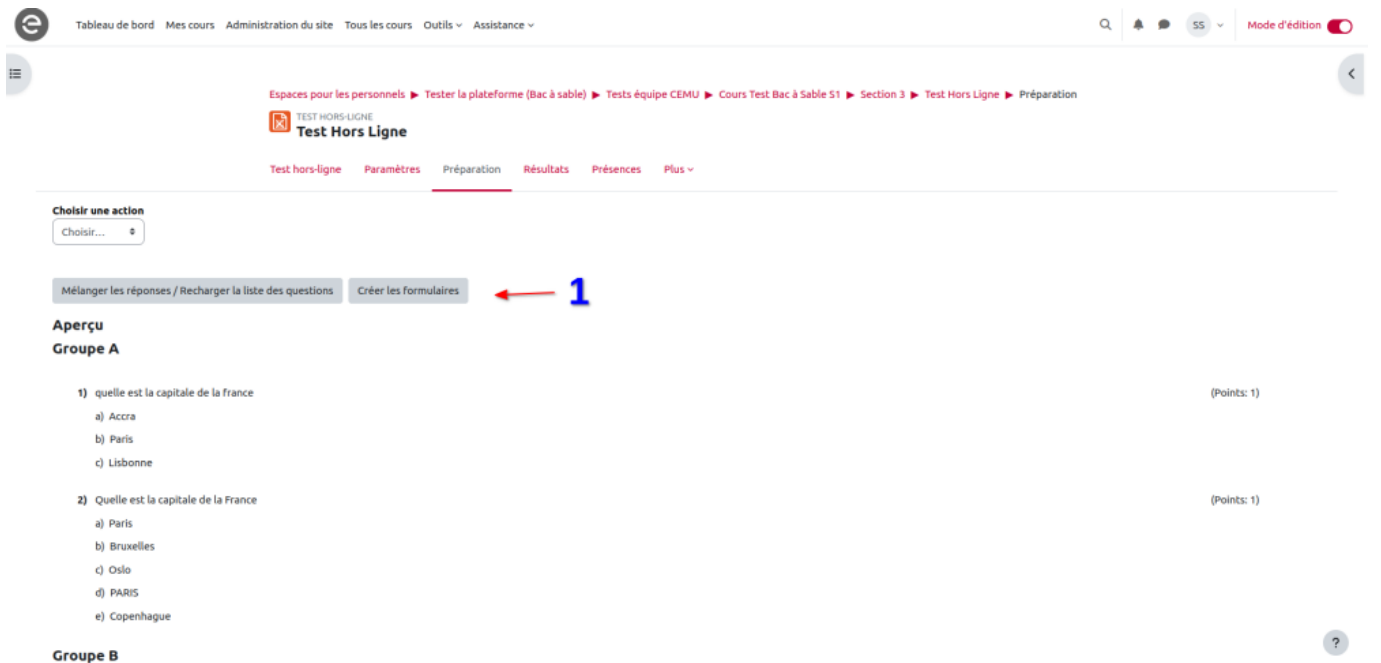 e
Tableau de bord Mes cours Administration du site Tous les cours Outils Assistance SS Mode d'édition
Espaces pour les personnels ▶ Tester la plateforme (Bac à sable) ▶ Tests équipe CEMU ▶ Cours Test Bac à Sable S1 ▶ Section 3 ▶ Test Hors Ligne ▶ Préparation
TEST HORS-LIGNE
Test Hors Ligne
Test hors-ligne Paramètres Préparation Résultats Présences Plus
Choisir une action
Choisir...
Mélanger les réponses / Recharger la liste des questions Créer les formulaires 1
Aperçu
Groupe A
1) quelle est la capitale de la france (Points: 1)
a) Accra
b) Paris
c) Lisbonne
2) Quelle est la capitale de la France (Points: 1)
a) Paris
b) Bruxelles
c) Oslo
d) PARIS
e) Copenhague
?
Groupe B